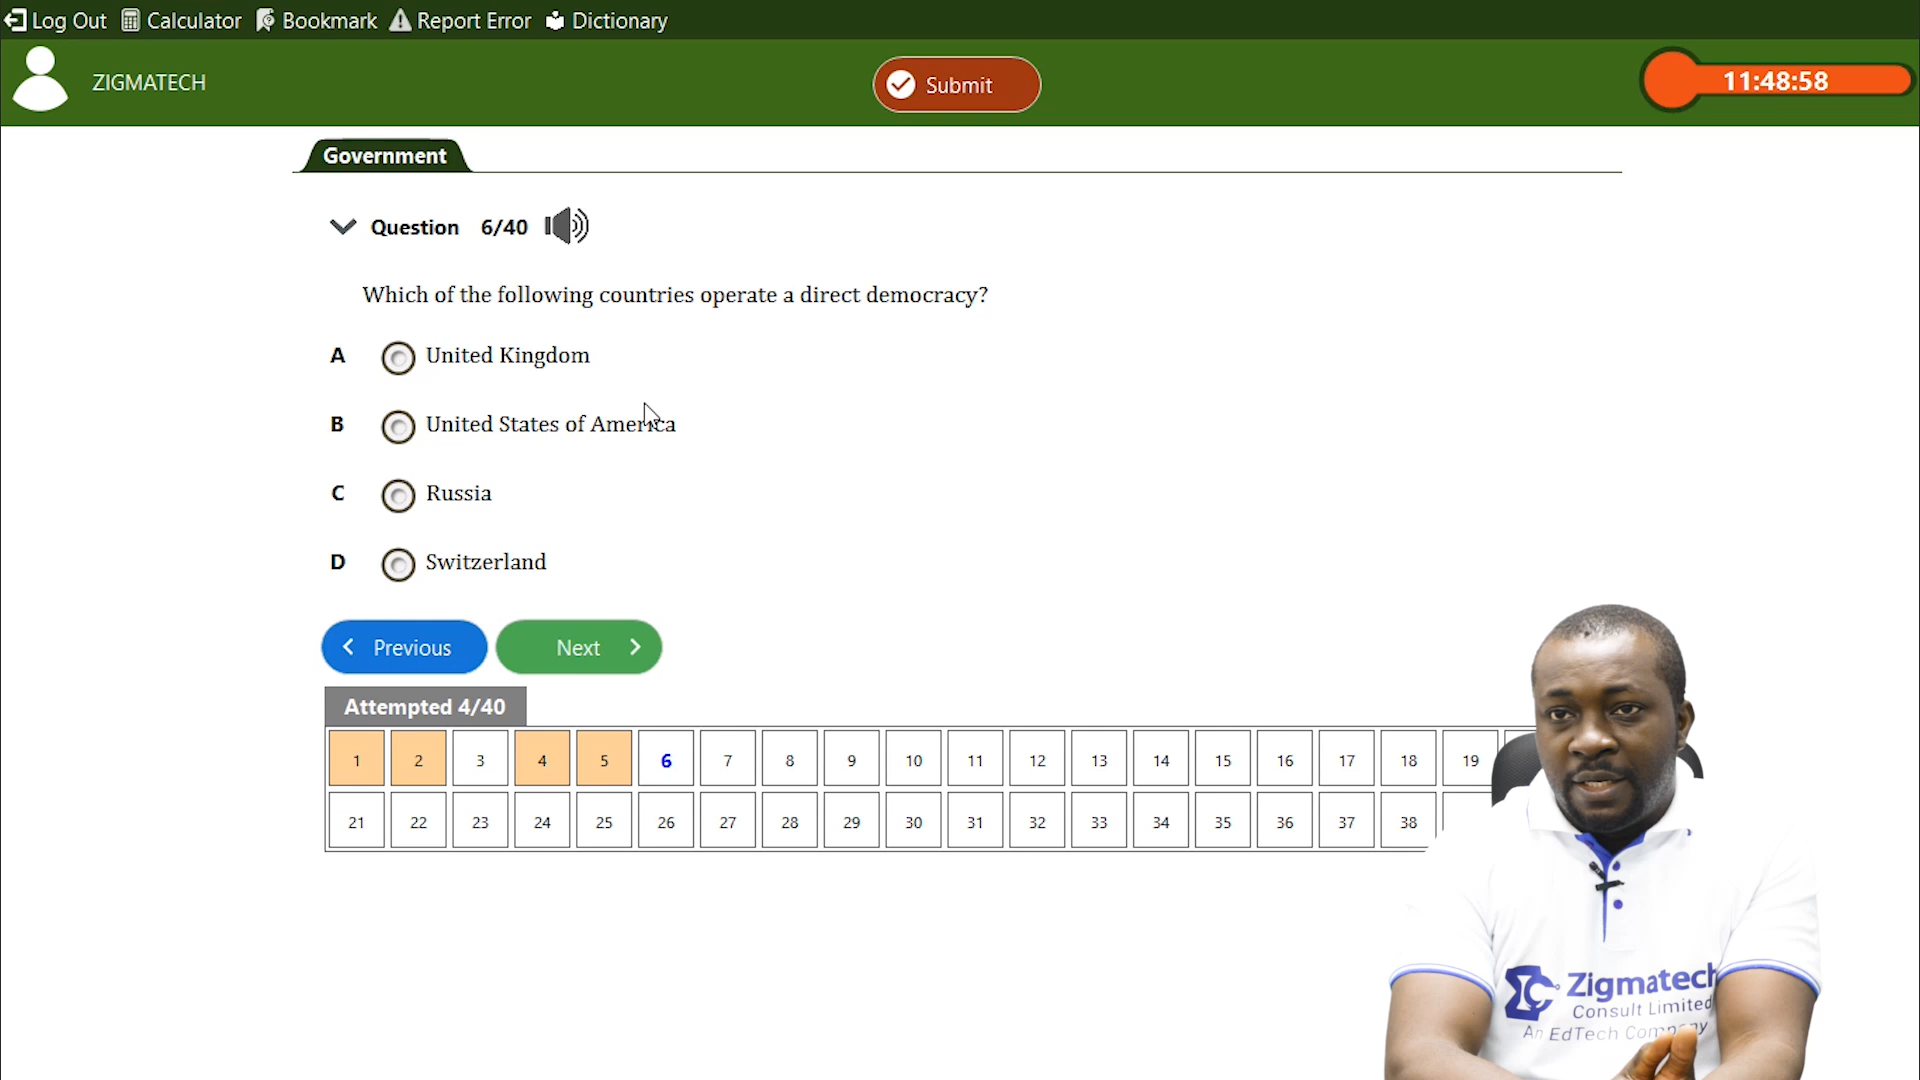 Log Out Calculator Bookmark Report Error Dictionary
ZIGMATECH
Submit
11:48:58
Government
Question 6/40
Which of the following countries operate a direct democracy?
A United Kingdom
B United States of America
C Russia
D Switzerland
Previous Next
Attempted 4/40
1 2 3 4 5 6 7 8 9 10 11 12 13 14 15 16 17 18 19
21 22 23 24 25 26 27 28 29 30 31 32 33 34 35 36 37 38
Zigmatech
Consult Limited
An EdTech Company